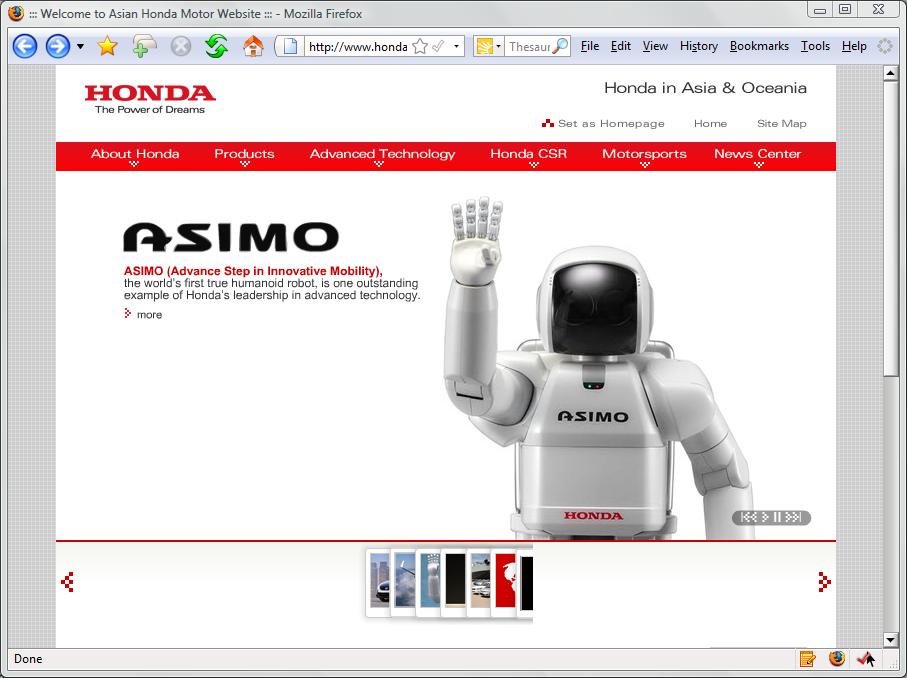 ::: Welcome to Asian Honda Motor Website ::: - Mozilla Firefox
http://www.honda
Thesaur
File Edit View History Bookmarks Tools Help
HONDA
The Power of Dreams
Honda in Asia & Oceania
Set as Homepage Home Site Map
About Honda Products Advanced Technology Honda CSR Motorsports News Center
ASIMO
ASIMO (Advance Step in Innovative Mobility),
the world's first true humanoid robot, is one outstanding
example of Honda's leadership in advanced technology.
more
ASIMO
HONDA
Done